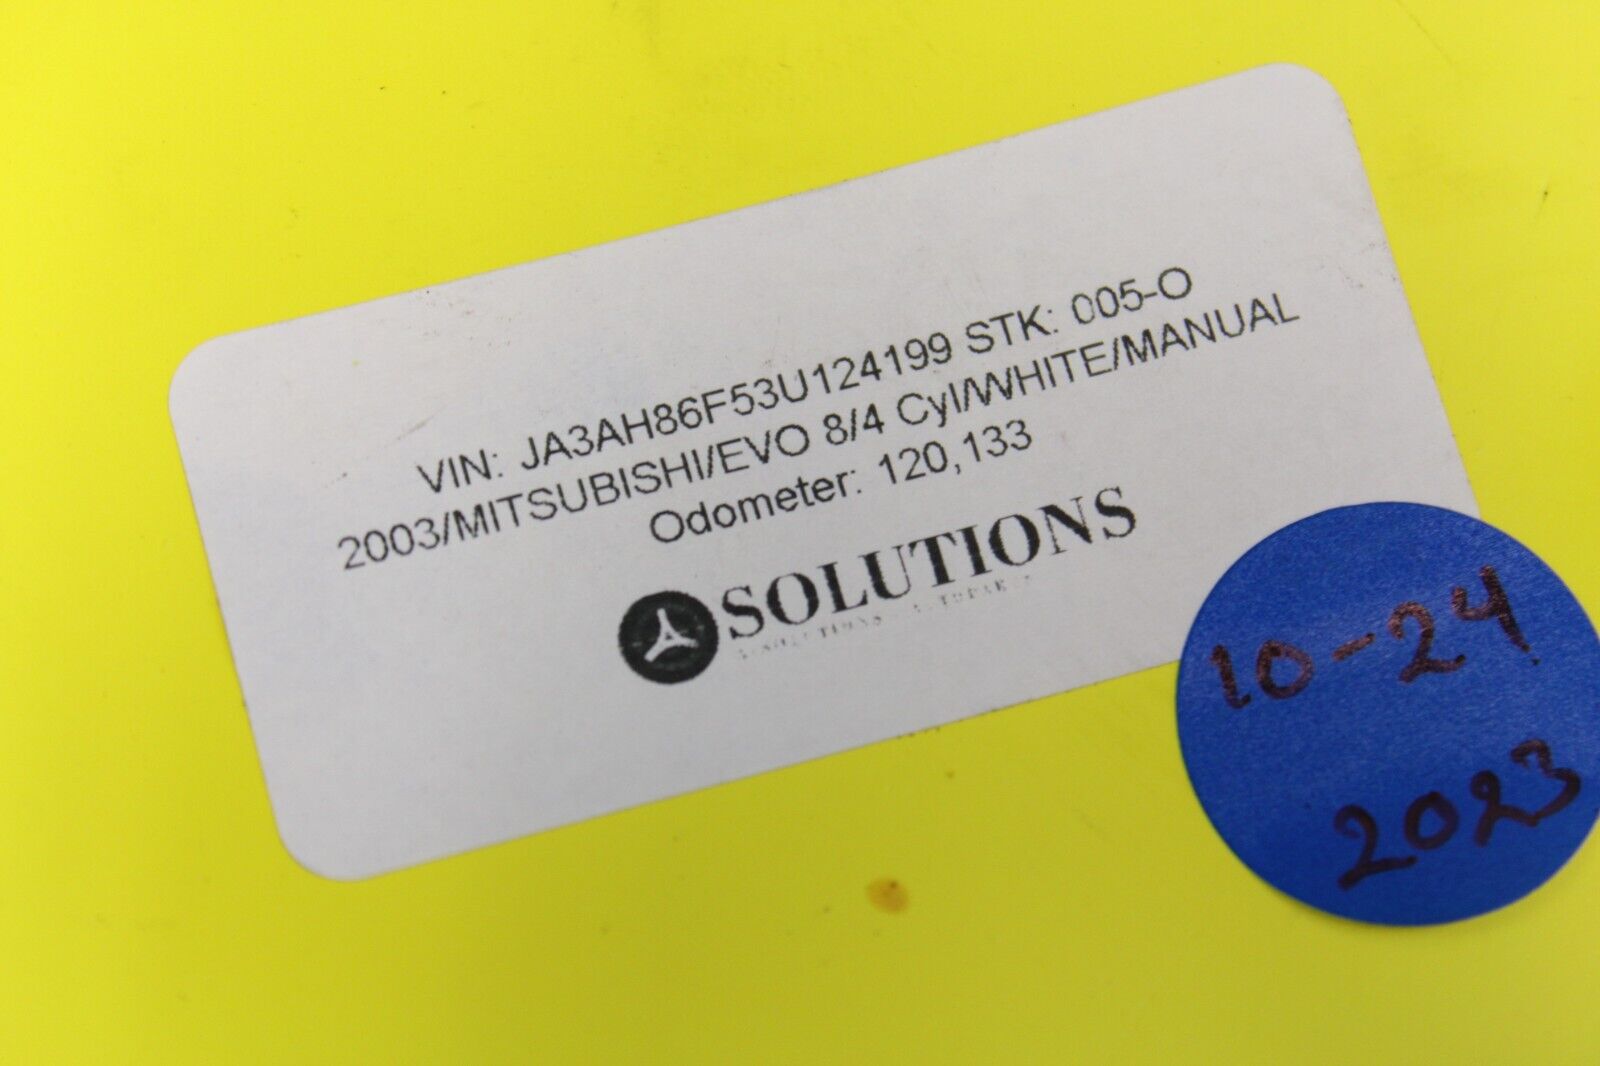 VIN: JA3AH86F53U124199 STK: 005-O
2003/MITSUBISHI/EVO 8/4 Cyl/WHITE/MANUAL
Odometer: 120,133
SOLUTIONS
10-24
2023